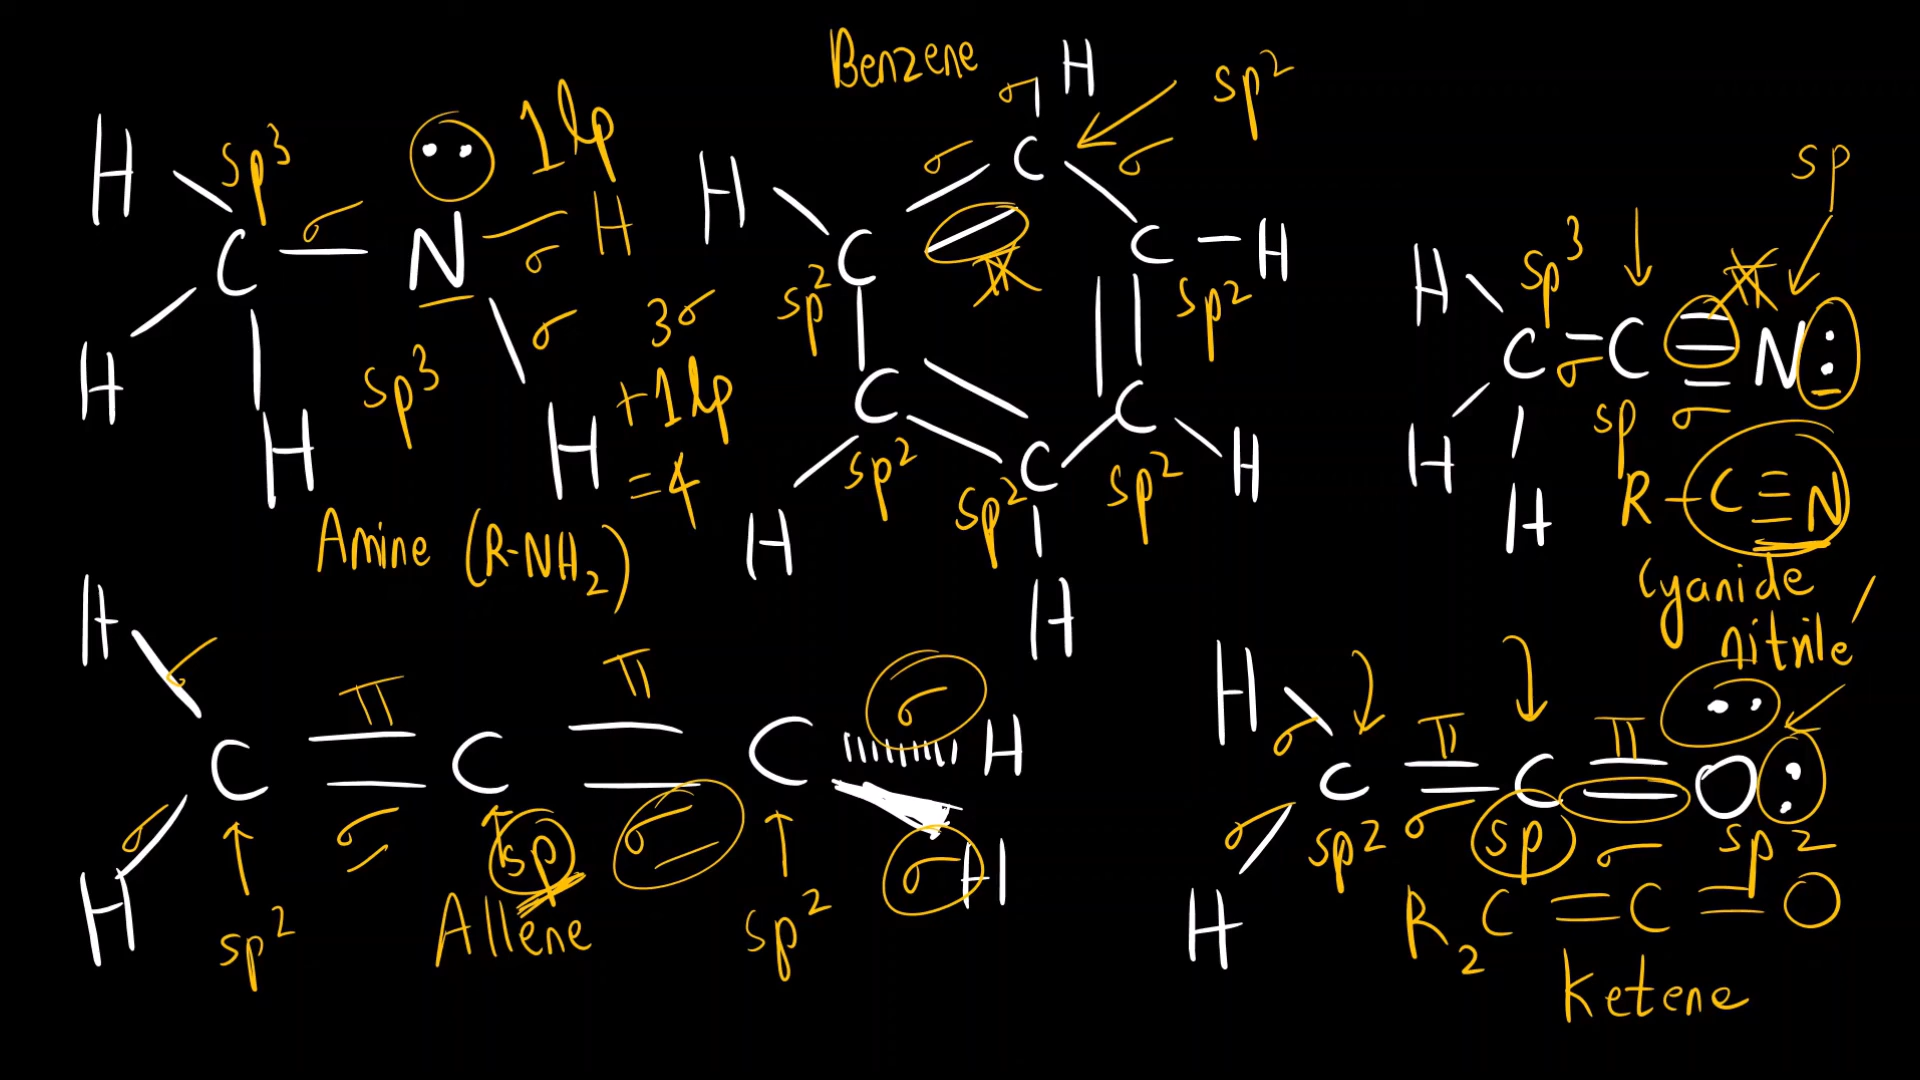 Benzene
H
sp²
σ
H
sp³
1lp
C
σ
σ
sp
H
H
C
σ
N
σ
H
C
π
C
H
sp²
sp²
H
sp³
C
σ
C
π
N
H
sp³
σ
3σ
+1lp
=4
H
H
C
C
sp
σ
H
sp²
C
sp²
H
H
R-C≡N
Amine (R-NH₂)
H
sp²
H
H
Cyanide
nitrile
H
σ
π
π
σ
H
H
σ
C
C
C
H
σ
C
π
C
π
O
σ
σ
sp
σ
σ
H
σ
sp²
σ
sp
σ
sp²
H
sp²
Allene
sp²
H
R₂C=C=O
Ketene